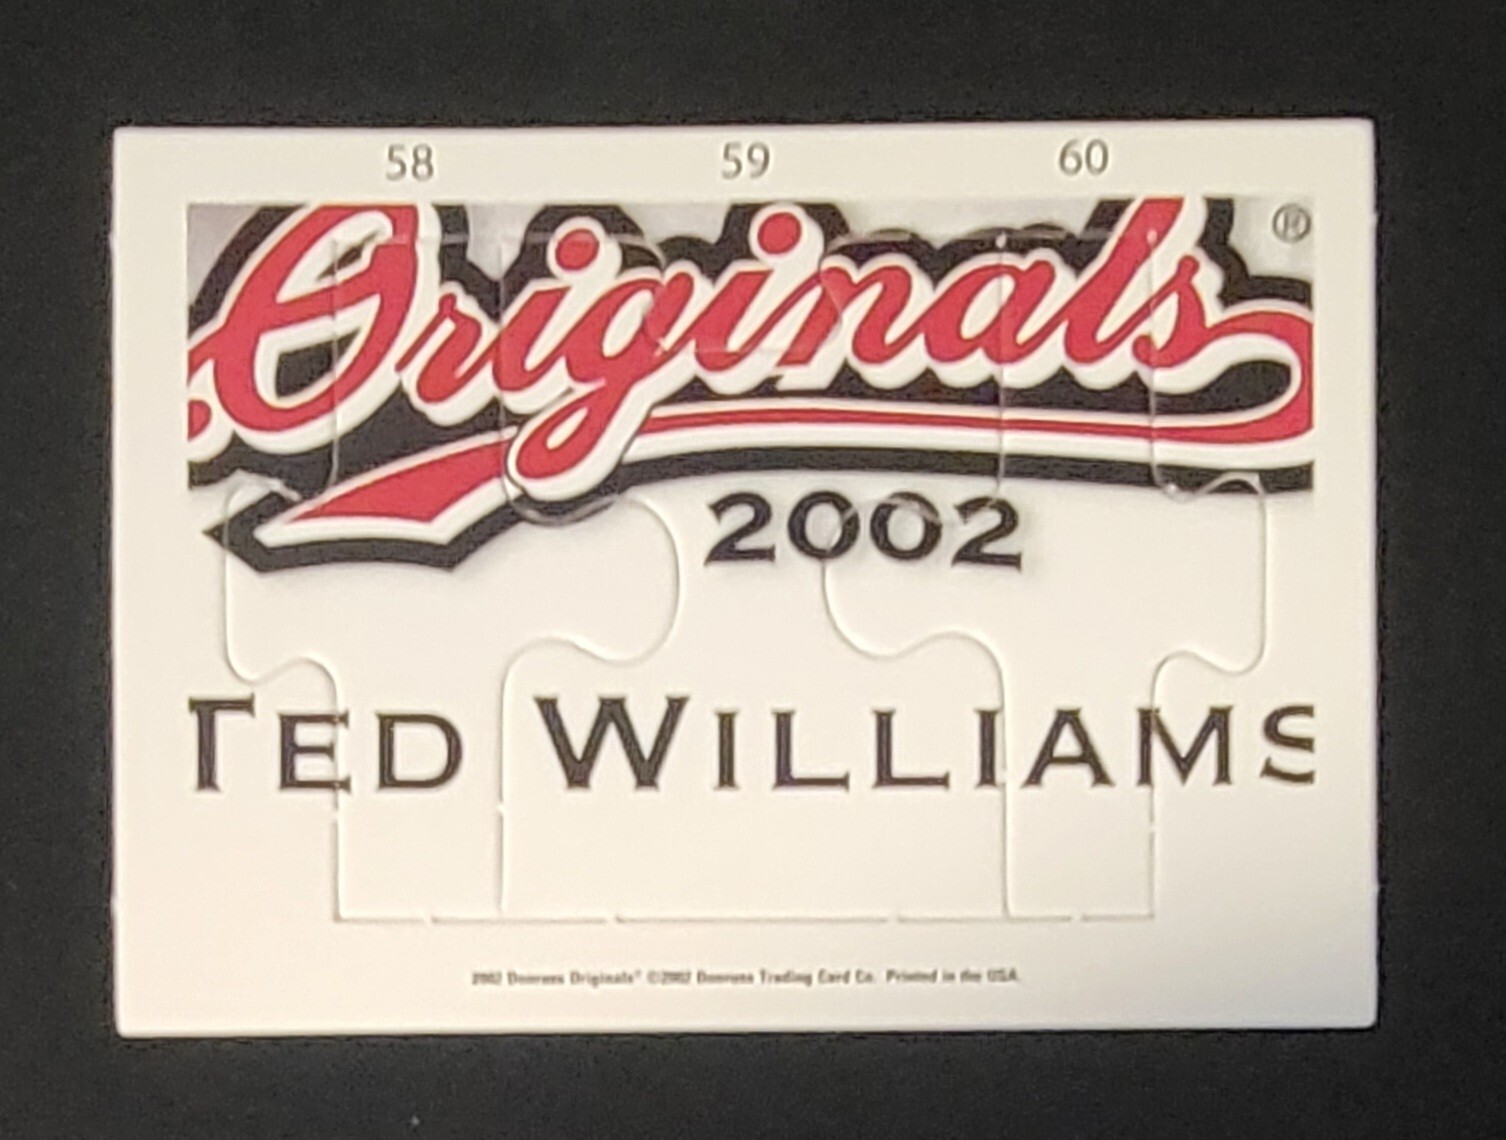 58 59 60
Originals ®
2002
TED WILLIAMS
2002 Donruss Originals® ©2002 Donruss Trading Card Co. Printed in the USA.